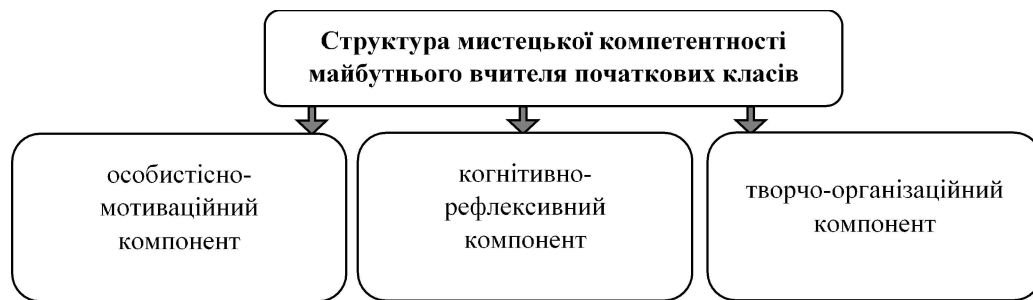 Структура мистецької компетентності
майбутнього вчителя початкових класів
особистісно-
мотиваційний
компонент
когнітивно-
рефлексивний
компонент
творчо-організаційний
компонент